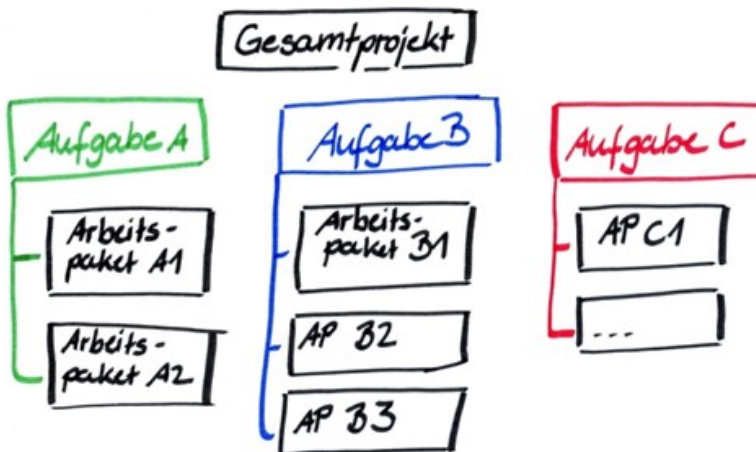 Gesamtprojekt
Aufgabe A
Arbeits-
paket A1
Arbeits-
paket A2
Aufgabe B
Arbeits-
paket B1
AP B2
AP B3
Aufgabe C
AP C1
---